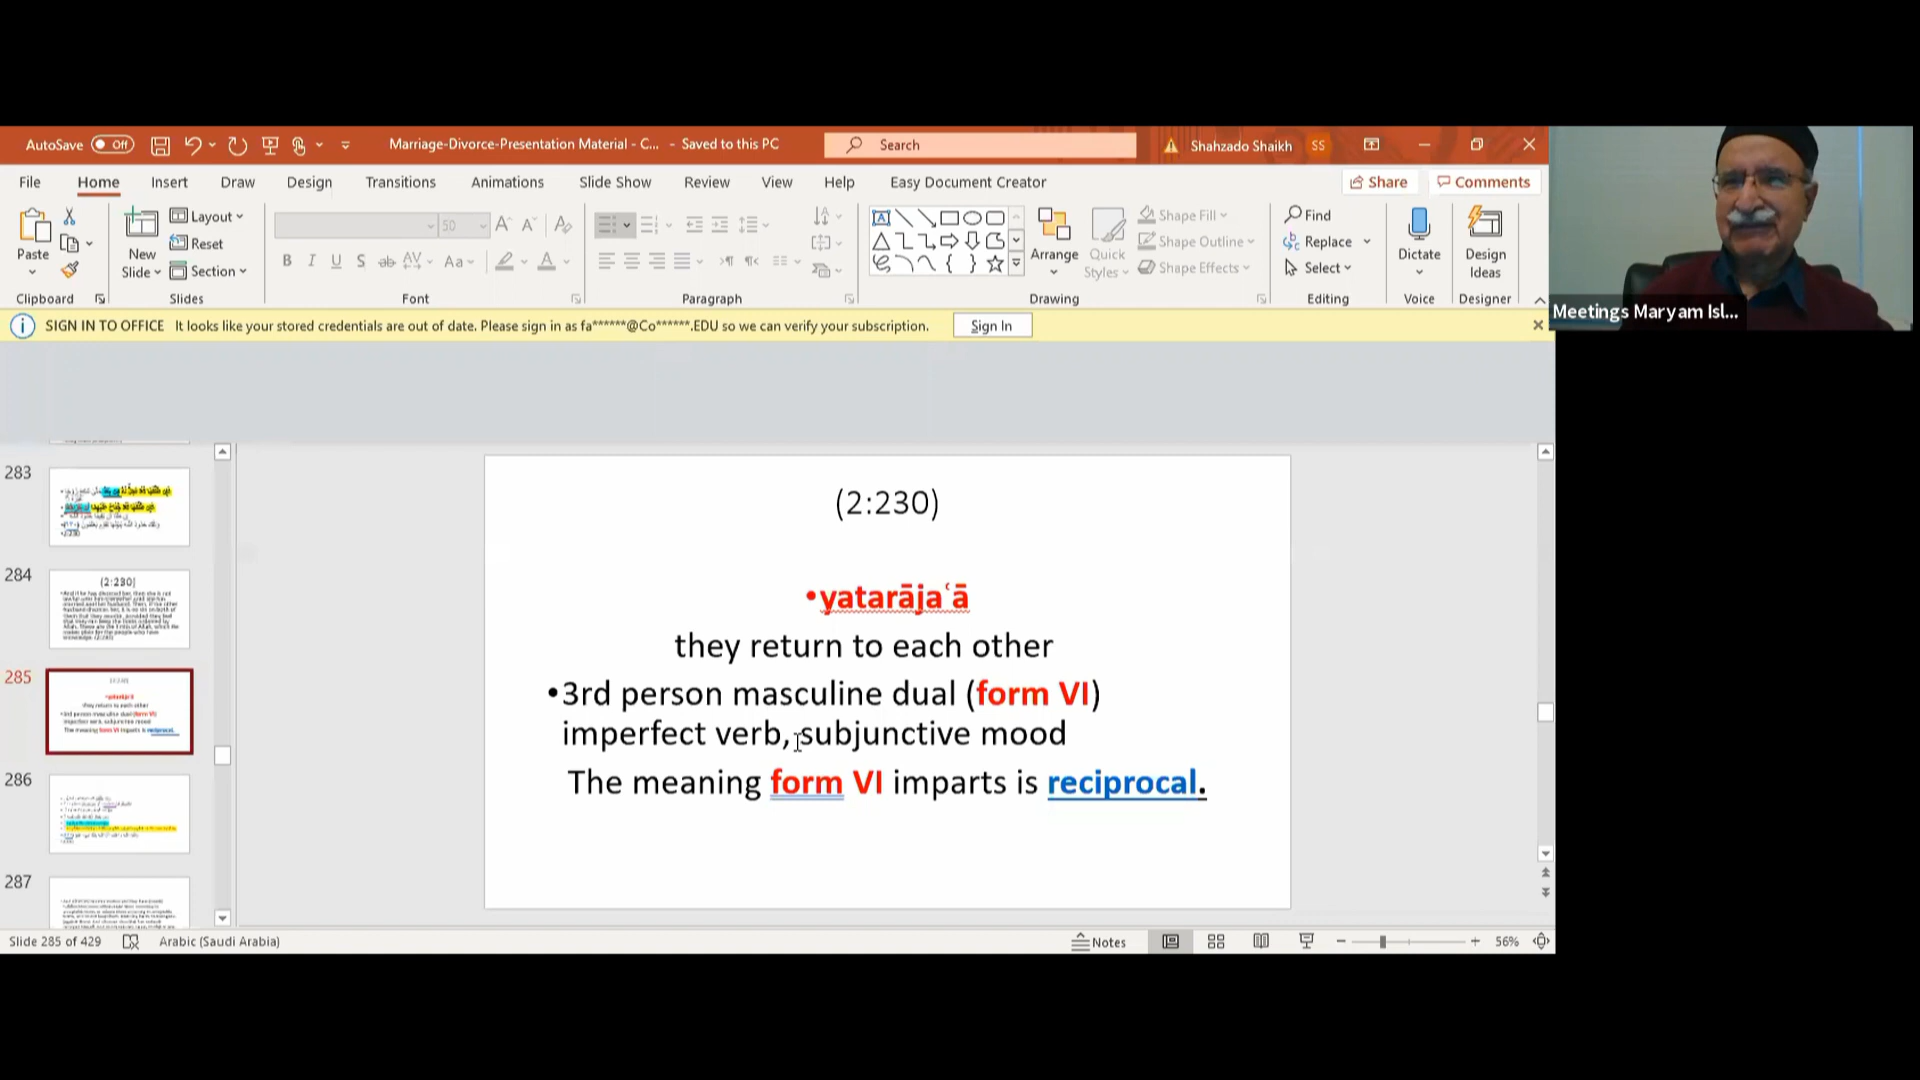 AutoSave Off
Marriage-Divorce-Presentation Material - C... - Saved to this PC
Search
Shahzado Shaikh SS
File Home Insert Draw Design Transitions Animations Slide Show Review View Help Easy Document Creator
Share Comments
Paste
New Slide
Layout
Reset
Section
50
B I U S ab AV Aa A
Arrange
Quick Styles
Shape Fill
Shape Outline
Shape Effects
Find
Replace
Select
Dictate
Design Ideas
Clipboard Slides Font Paragraph Drawing Editing Voice Designer
SIGN IN TO OFFICE It looks like your stored credentials are out of date. Please sign in as fa******@Co******.EDU so we can verify your subscription. Sign In
Meetings Maryam Isl...
283
284
(2:230)
285
286
287
(2:230)
•yatarājaʿā
they return to each other
•3rd person masculine dual (form VI)
imperfect verb, subjunctive mood
The meaning form VI imparts is reciprocal.
Slide 285 of 429 Arabic (Saudi Arabia)
Notes
56%